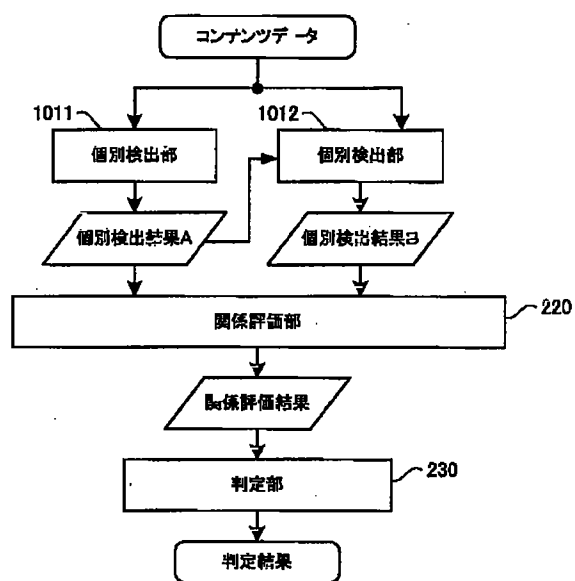 コンテンツデータ
1011
1012
個別検出部
個別検出部
個別検出結果A
個別検出結果B
関係評価部
220
関係評価結果
判定部
230
判定結果